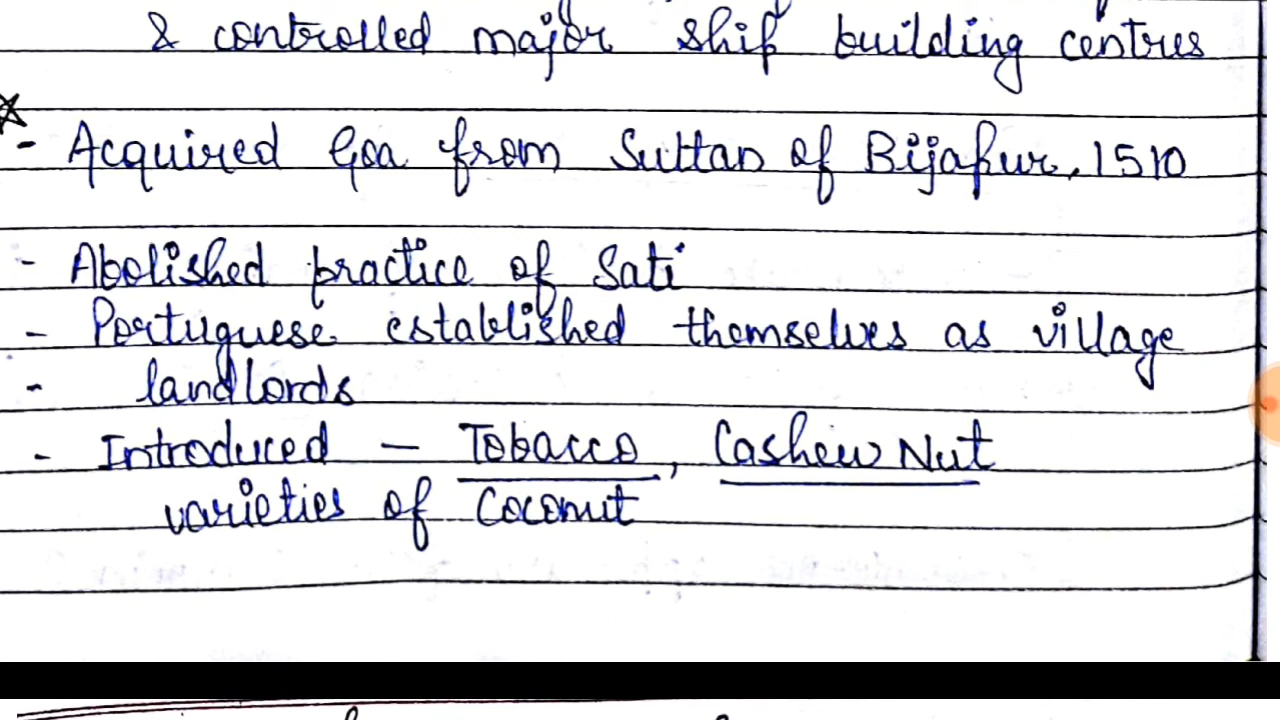 & controlled major ship building centres
- Acquired Goa from Sultan of Bijapur, 1510
- Abolished practice of Sati
- Portuguese established themselves as village
- landlords
- Introduced - Tobacco, Cashew Nut
varieties of Coconut